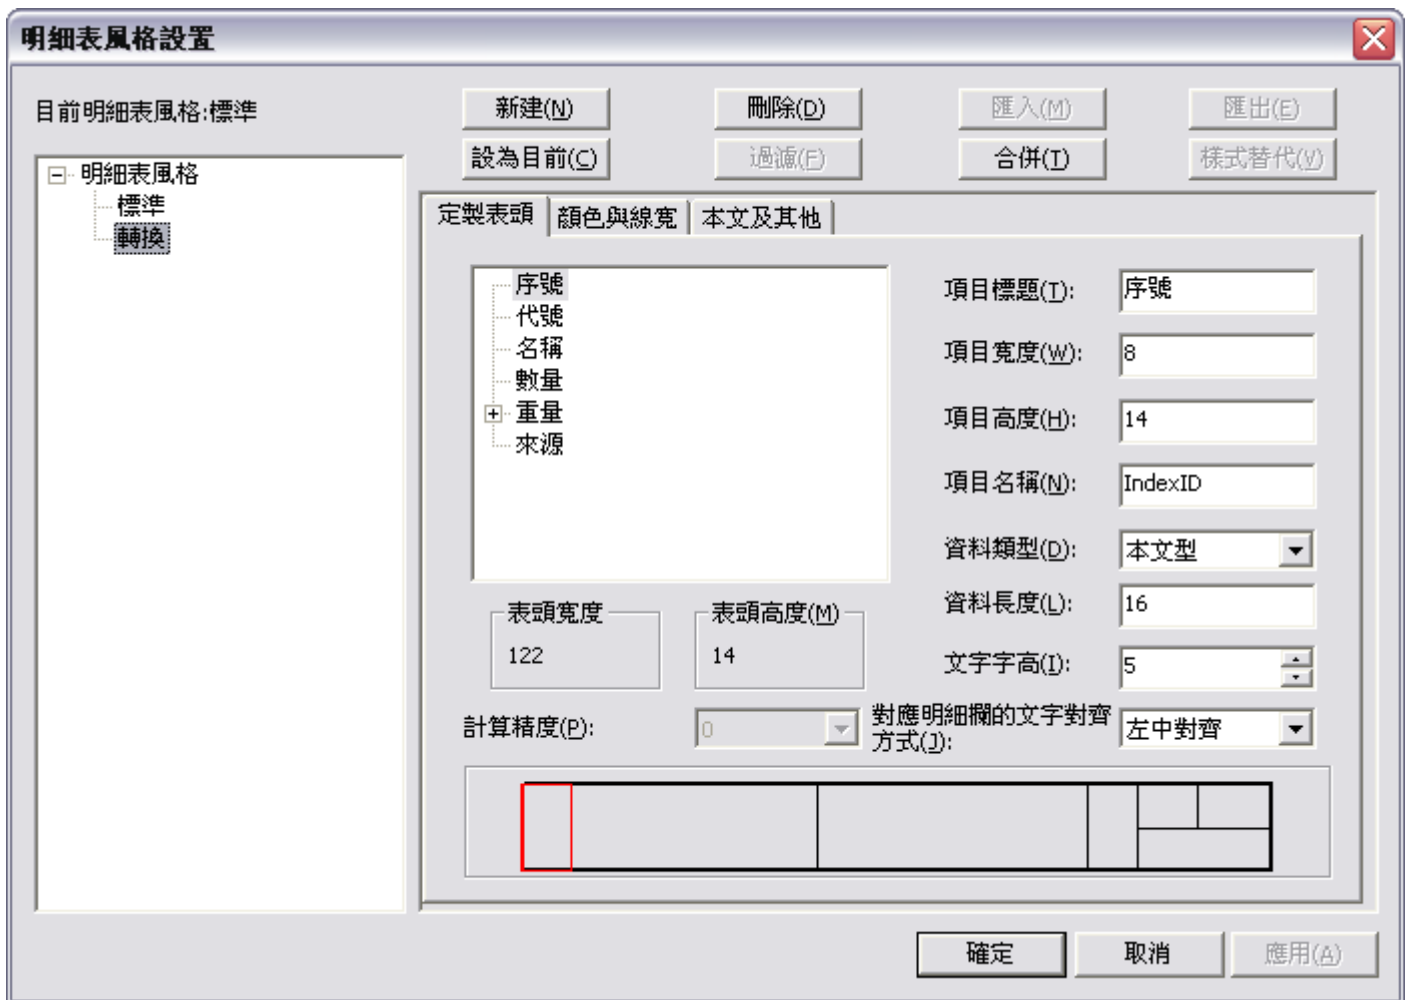 明細表風格設置
目前明細表風格:標準
新建(N)
刪除(D)
匯入(M)
匯出(E)
設為目前(C)
過濾(F)
合併(T)
樣式替代(V)
明細表風格
標準
轉換
定製表頭
顏色與線寬
本文及其他
序號
代號
名稱
數量
重量
來源
項目標題(T):
序號
項目寬度(W):
8
項目高度(H):
14
項目名稱(N):
IndexID
資料類型(D):
本文型
資料長度(L):
16
文字字高(I):
5
表頭寬度
122
表頭高度(M)
14
計算精度(P):
0
對應明細欄的文字對齊
方式(J):
左中對齊
確定
取消
應用(A)